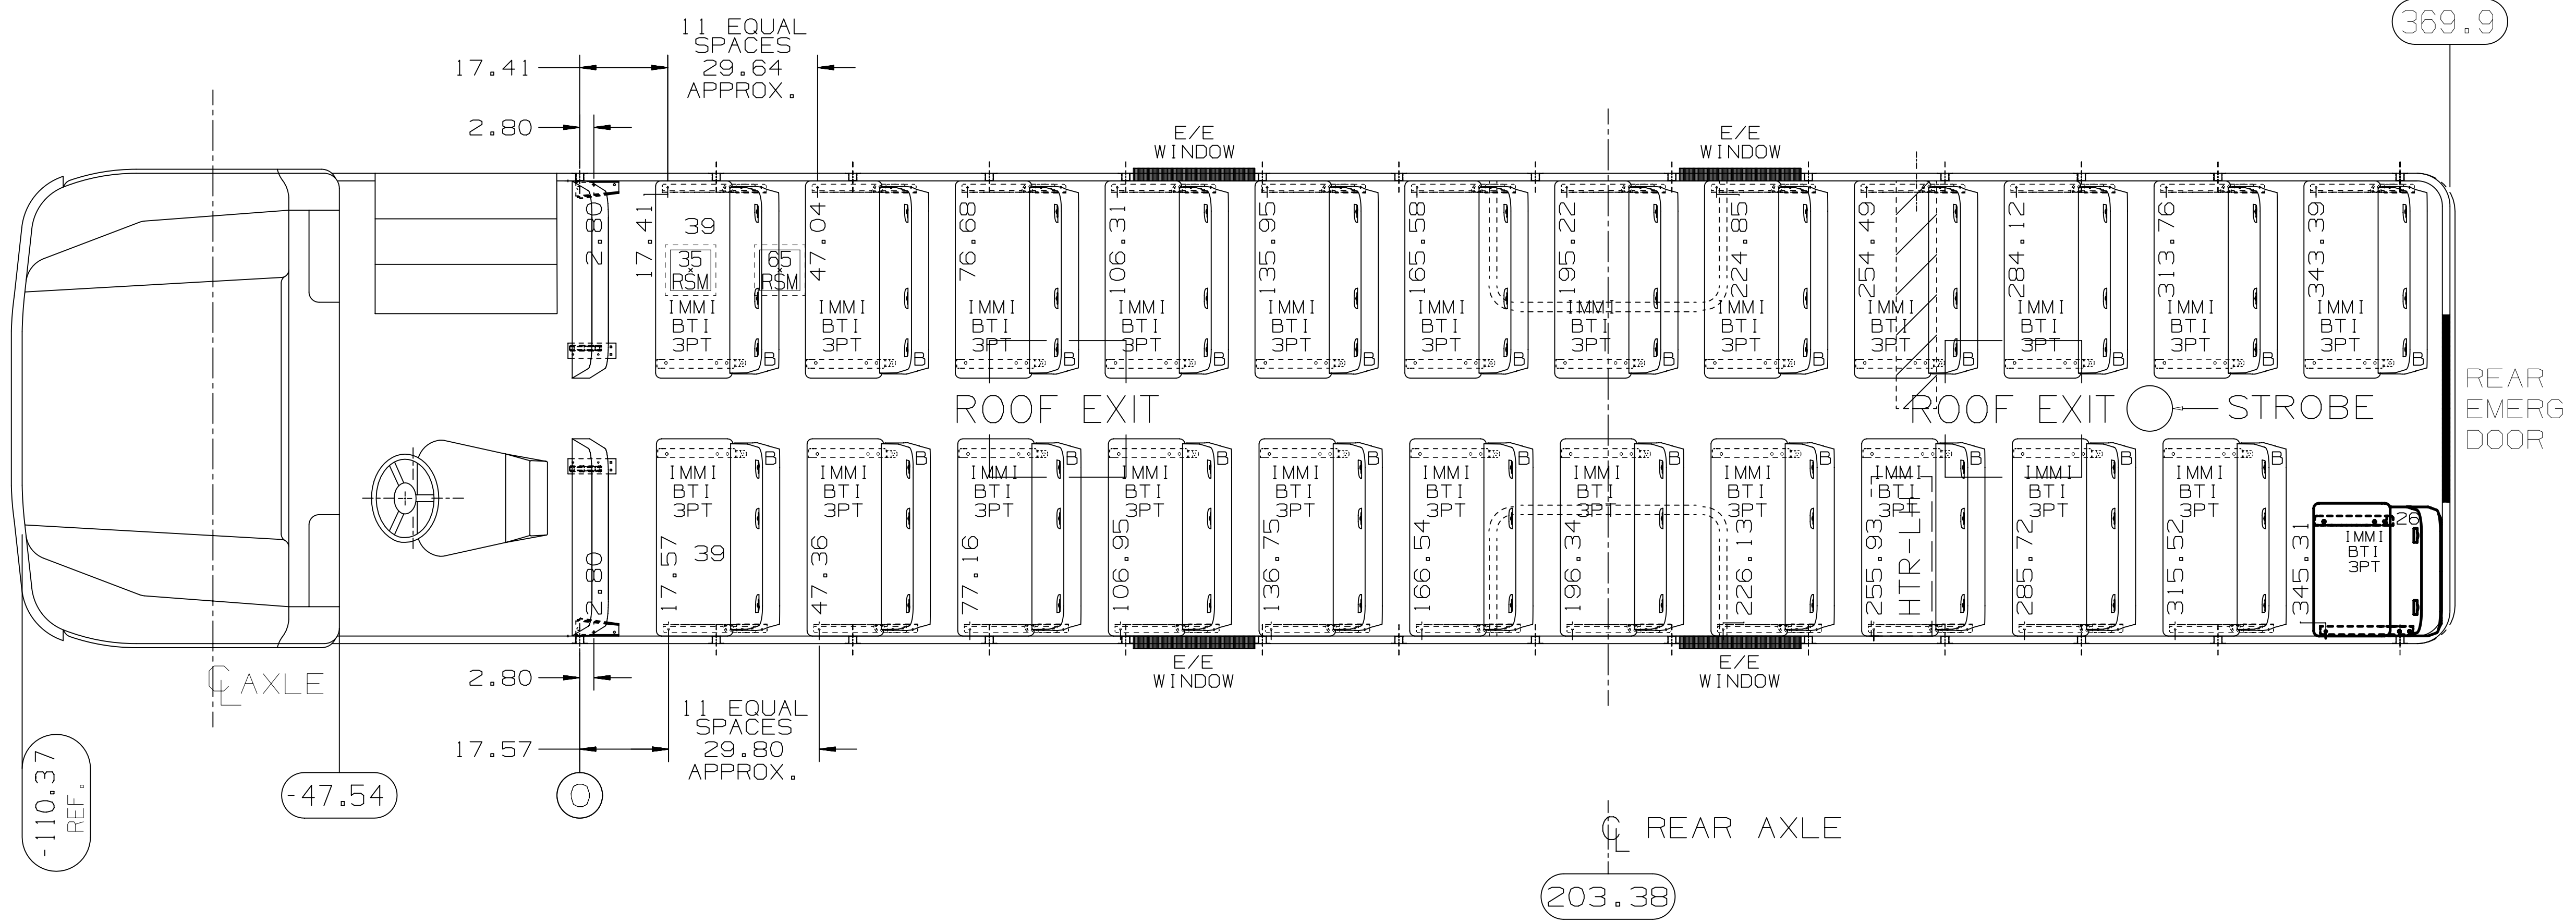 369.9
11 EQUAL
SPACES
17.41
29.64
APPROX.
2.80
E/E
WINDOW
E/E
WINDOW
2.80
17.41
39
35
RSM
65
RSM
IMMI
BTI
3PT
B
47.04
IMMI
BTI
3PT
B
76.68
IMMI
BTI
3PT
B
106.31
IMMI
BTI
3PT
B
135.95
IMMI
BTI
3PT
B
165.58
IMMI
BTI
3PT
B
195.22
IMMI
BTI
3PT
B
224.85
IMMI
BTI
3PT
B
254.49
IMMI
BTI
3PT
B
284.12
IMMI
BTI
3PT
B
313.76
IMMI
BTI
3PT
B
343.39
IMMI
BTI
3PT
B
ROOF EXIT
ROOF EXIT
STROBE
REAR
EMERG
DOOR
2.80
IMMI
BTI
3PT
B
17.57
39
IMMI
BTI
3PT
B
47.36
IMMI
BTI
3PT
B
77.16
IMMI
BTI
3PT
B
106.95
IMMI
BTI
3PT
B
136.75
IMMI
BTI
3PT
B
166.54
IMMI
BTI
3PT
B
196.34
IMMI
BTI
3PT
B
226.13
IMMI
BTI
3PT
B
255.93
HTR-LH
IMMI
BTI
3PT
B
285.72
IMMI
BTI
3PT
B
315.52
345.31
26
IMMI
BTI
3PT
E/E
WINDOW
E/E
WINDOW
℄ AXLE
2.80
11 EQUAL
SPACES
17.57
29.80
APPROX.
-110.37
REF.
-47.54
0
℄ REAR AXLE
203.38